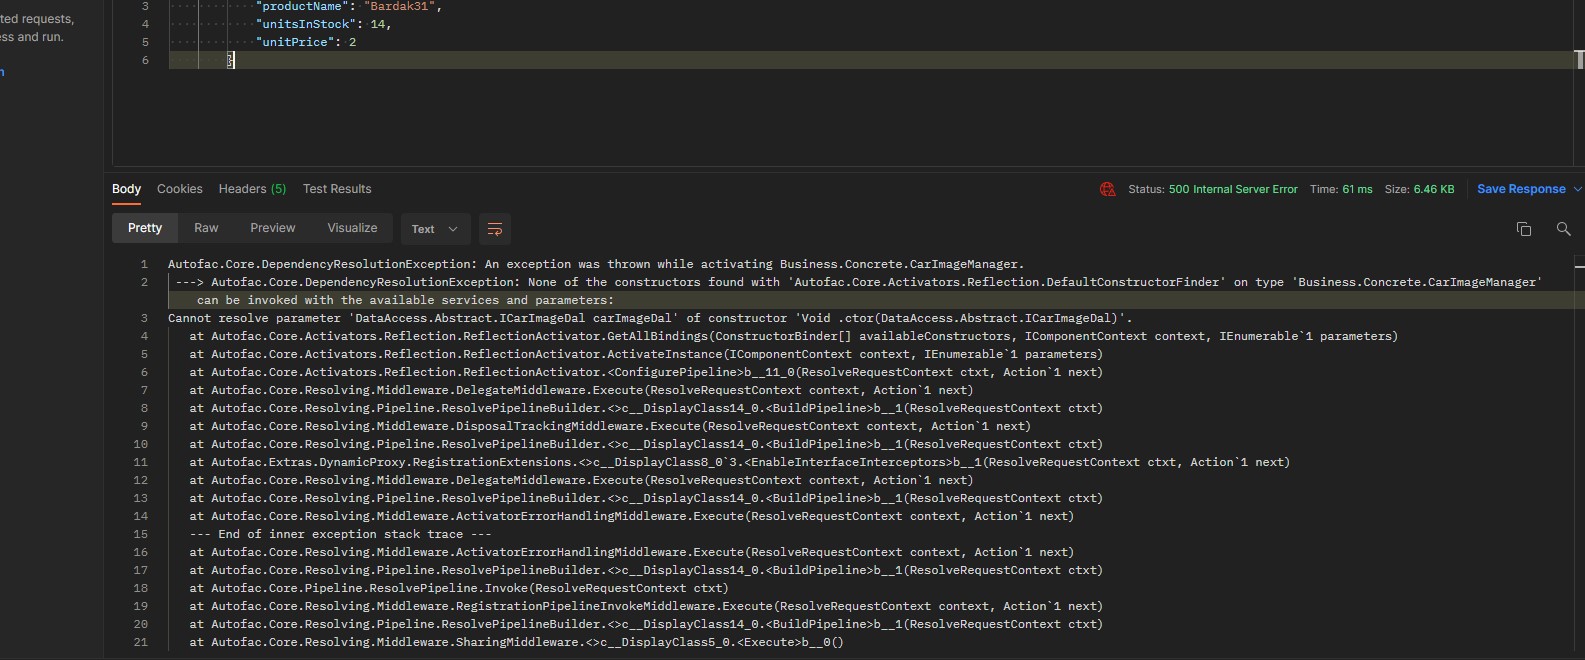 ted requests,
ess and run.
3 "productName": "Bardak31",
4 "unitsInStock": 14,
5 "unitPrice": 2
6 }
Body Cookies Headers (5) Test Results Status: 500 Internal Server Error Time: 61 ms Size: 6.46 KB Save Response
Pretty Raw Preview Visualize Text
1 Autofac.Core.DependencyResolutionException: An exception was thrown while activating Business.Concrete.CarImageManager.
2 ---> Autofac.Core.DependencyResolutionException: None of the constructors found with 'Autofac.Core.Activators.Reflection.DefaultConstructorFinder' on type 'Business.Concrete.CarImageManager'
can be invoked with the available services and parameters:
3 Cannot resolve parameter 'DataAccess.Abstract.ICarImageDal carImageDal' of constructor 'Void .ctor(DataAccess.Abstract.ICarImageDal)'.
4 at Autofac.Core.Activators.Reflection.ReflectionActivator.GetAllBindings(ConstructorBinder[] availableConstructors, IComponentContext context, IEnumerable`1 parameters)
5 at Autofac.Core.Activators.Reflection.ReflectionActivator.ActivateInstance(IComponentContext context, IEnumerable`1 parameters)
6 at Autofac.Core.Activators.Reflection.ReflectionActivator.<ConfigurePipeline>b__11_0(ResolveRequestContext ctxt, Action`1 next)
7 at Autofac.Core.Resolving.Middleware.DelegateMiddleware.Execute(ResolveRequestContext context, Action`1 next)
8 at Autofac.Core.Resolving.Pipeline.ResolvePipelineBuilder.<>c__DisplayClass14_0.<BuildPipeline>b__1(ResolveRequestContext ctxt)
9 at Autofac.Core.Resolving.Middleware.DisposalTrackingMiddleware.Execute(ResolveRequestContext context, Action`1 next)
10 at Autofac.Core.Resolving.Pipeline.ResolvePipelineBuilder.<>c__DisplayClass14_0.<BuildPipeline>b__1(ResolveRequestContext ctxt)
11 at Autofac.Extras.DynamicProxy.RegistrationExtensions.<>c__DisplayClass8_0`3.<EnableInterfaceInterceptors>b__1(ResolveRequestContext ctxt, Action`1 next)
12 at Autofac.Core.Resolving.Middleware.DelegateMiddleware.Execute(ResolveRequestContext context, Action`1 next)
13 at Autofac.Core.Resolving.Pipeline.ResolvePipelineBuilder.<>c__DisplayClass14_0.<BuildPipeline>b__1(ResolveRequestContext ctxt)
14 at Autofac.Core.Resolving.Middleware.ActivatorErrorHandlingMiddleware.Execute(ResolveRequestContext context, Action`1 next)
15 --- End of inner exception stack trace ---
16 at Autofac.Core.Resolving.Middleware.ActivatorErrorHandlingMiddleware.Execute(ResolveRequestContext context, Action`1 next)
17 at Autofac.Core.Resolving.Pipeline.ResolvePipelineBuilder.<>c__DisplayClass14_0.<BuildPipeline>b__1(ResolveRequestContext ctxt)
18 at Autofac.Core.Pipeline.ResolvePipeline.Invoke(ResolveRequestContext ctxt)
19 at Autofac.Core.Resolving.Middleware.RegistrationPipelineInvokeMiddleware.Execute(ResolveRequestContext context, Action`1 next)
20 at Autofac.Core.Resolving.Pipeline.ResolvePipelineBuilder.<>c__DisplayClass14_0.<BuildPipeline>b__1(ResolveRequestContext ctxt)
21 at Autofac.Core.Resolving.Middleware.SharingMiddleware.<>c__DisplayClass5_0.<Execute>b__0()